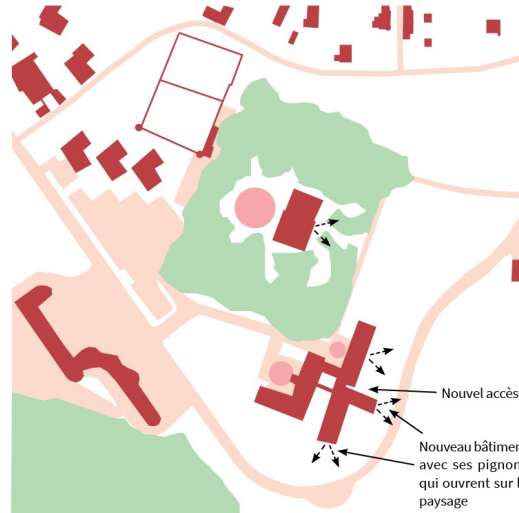 Nouvel accès
Nouveau bâtimen
avec ses pignon
qui ouvrent sur l
paysage